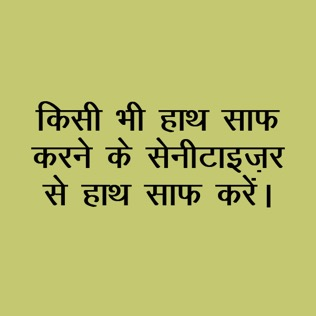 किसी भी हाथ साफ
करने के सेनीटाइज़र
से हाथ साफ करें।